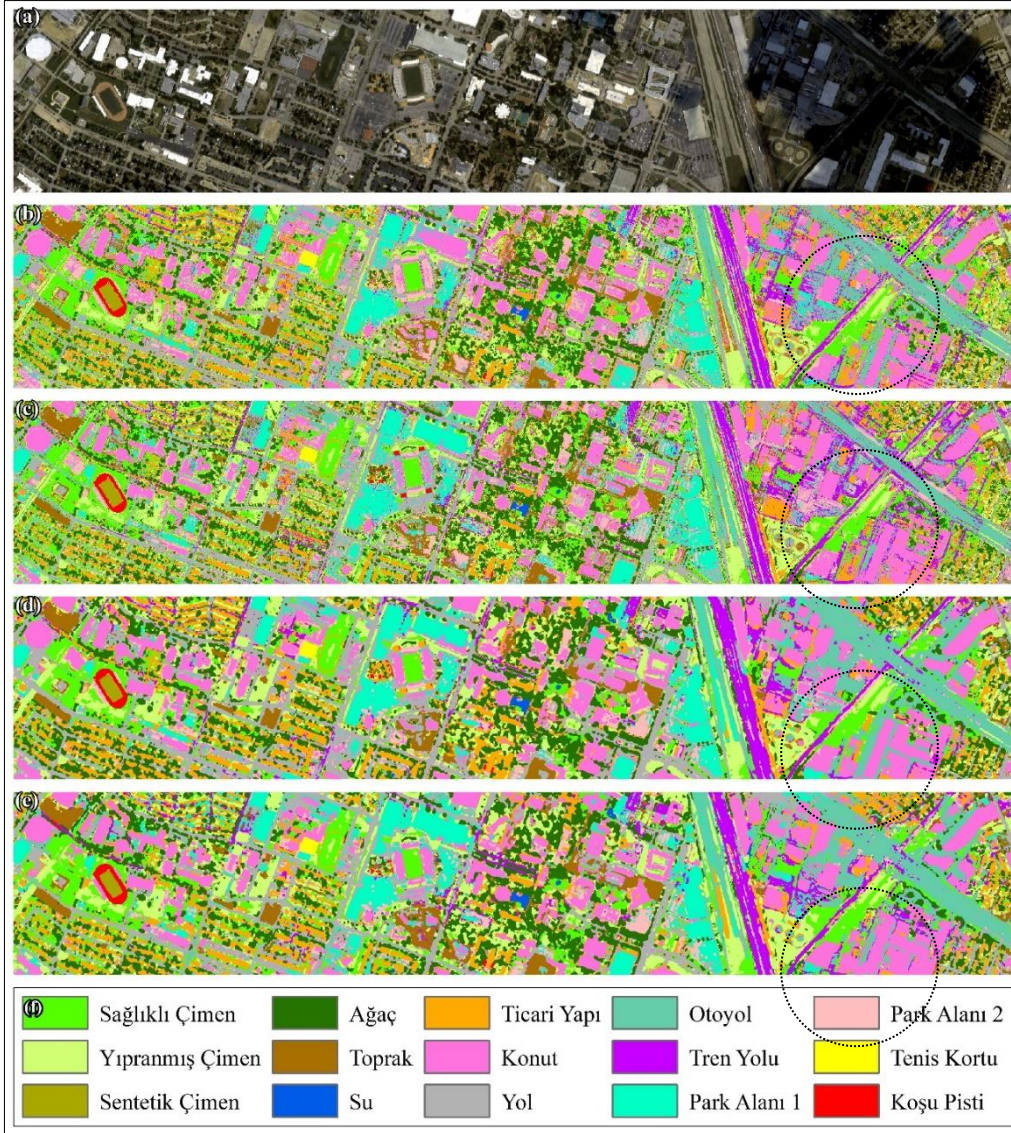 (a)
(b)
(c)
(d)
(e)
(f)
Sağlıklı Çimen Ağaç Ticari Yapı Otoyol Park Alanı 2
Yıpranmış Çimen Toprak Konut Tren Yolu Tenis Kortu
Sentetik Çimen Su Yol Park Alanı 1 Koşu Pisti